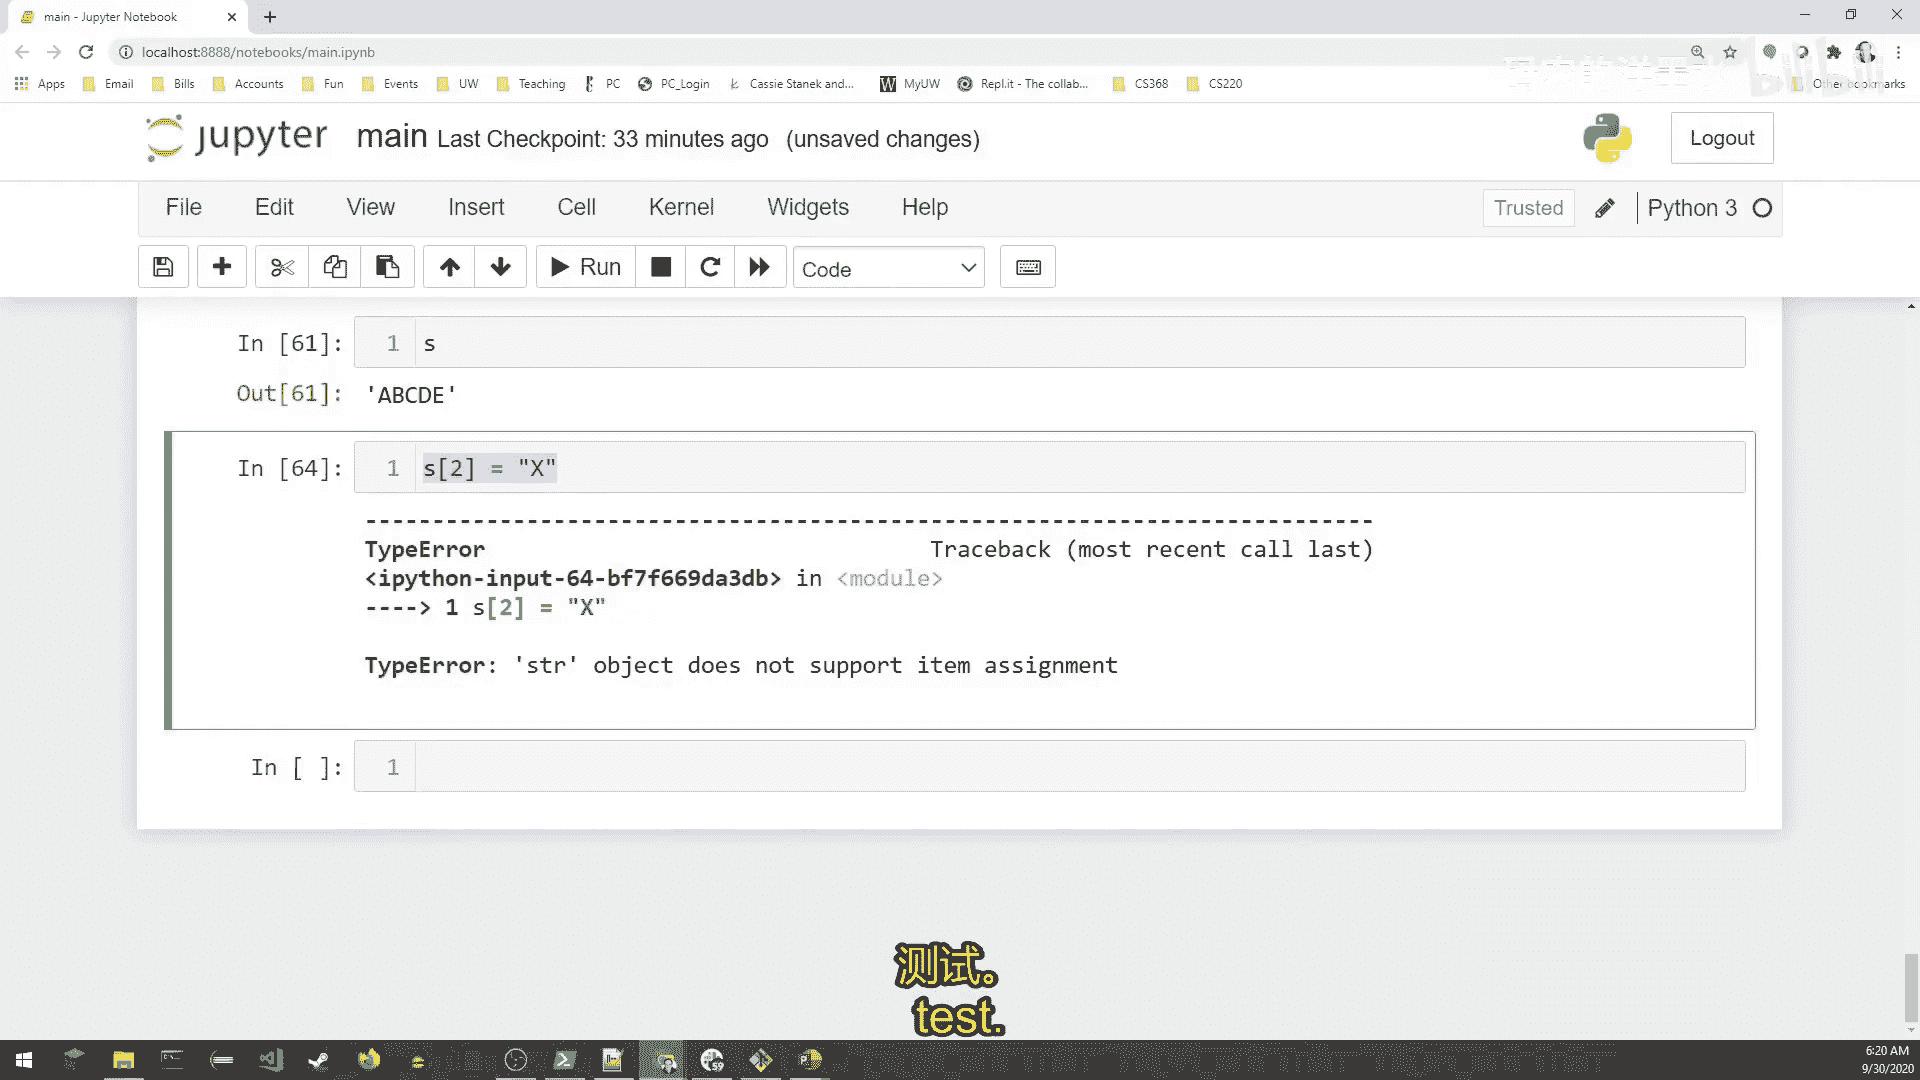 main - Jupyter Notebook
localhost:8888/notebooks/main.ipynb
Apps Email Bills Accounts Fun Events UW Teaching PC PC_Login Cassie Stanek and... MyUW Repl.it - The collab... CS368 CS220 Other bookmarks
jupyter main Last Checkpoint: 33 minutes ago (unsaved changes) Logout
File Edit View Insert Cell Kernel Widgets Help Trusted Python 3
Run Code
In [61]: 1 s
Out[61]: 'ABCDE'
In [64]: 1 s[2] = "X"
---------------------------------------------------------------------------
TypeError Traceback (most recent call last)
<ipython-input-64-bf7f669da3db> in <module>
----> 1 s[2] = "X"
TypeError: 'str' object does not support item assignment
In [ ]: 1
测试。
test.
6:20 AM
9/30/2020